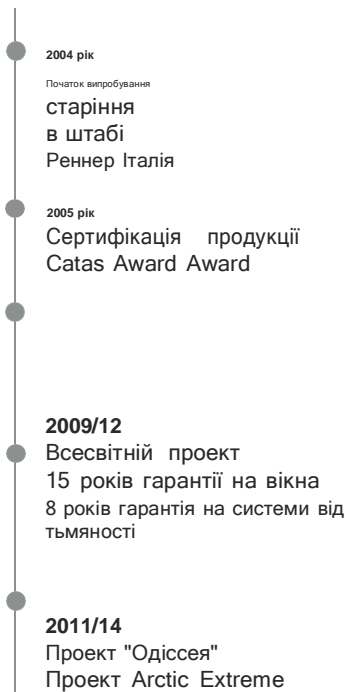 2004 рік
Початок випробування
старіння
в штабі
Реннер Італія
2005 рік
Сертифікація продукції
Catas Award Award
2009/12
Всесвітній проект
15 років гарантії на вікна
8 років гарантія на системи від
тьмяності
2011/14
Проект "Одіссея"
Проект Arctic Extreme